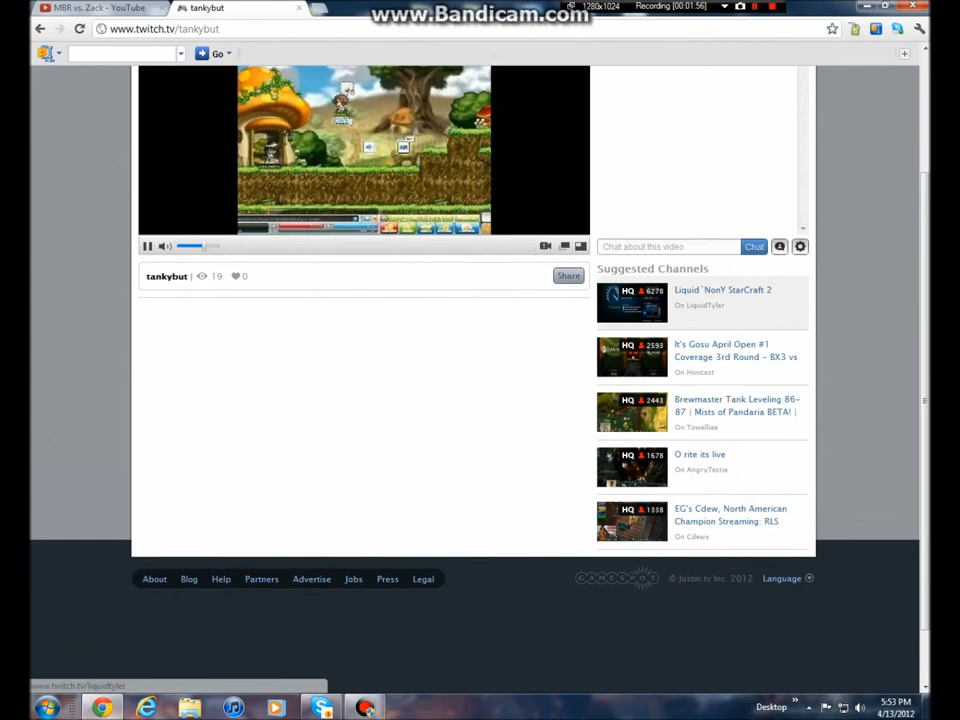 www.Bandicam.com
Recording [00:01:56]
1280x1024
MBR vs. Zack - YouTube
tankybut
www.twitch.tv/tankybut
Go
tankybut | 19 0
Share
Chat about this video
Chat
Suggested Channels
HQ 6278
Liquid`NonY StarCraft 2
On LiquidTyler
HQ 2593
It's Gosu April Open #1
Coverage 3rd Round - BX3 vs
On Honcast
HQ 2443
Brewmaster Tank Leveling 86-
87 | Mists of Pandaria BETA! |
On Towelliee
HQ 1678
O rite its live
On AngryTestie
HQ 1338
EG's Cdew, North American
Champion Streaming: RLS
On Cdews
About Blog Help Partners Advertise Jobs Press Legal
GAMESPOT
© Justin.tv Inc. 2012
Language
www.twitch.tv/liquidtyler
Desktop
5:53 PM
4/13/2012